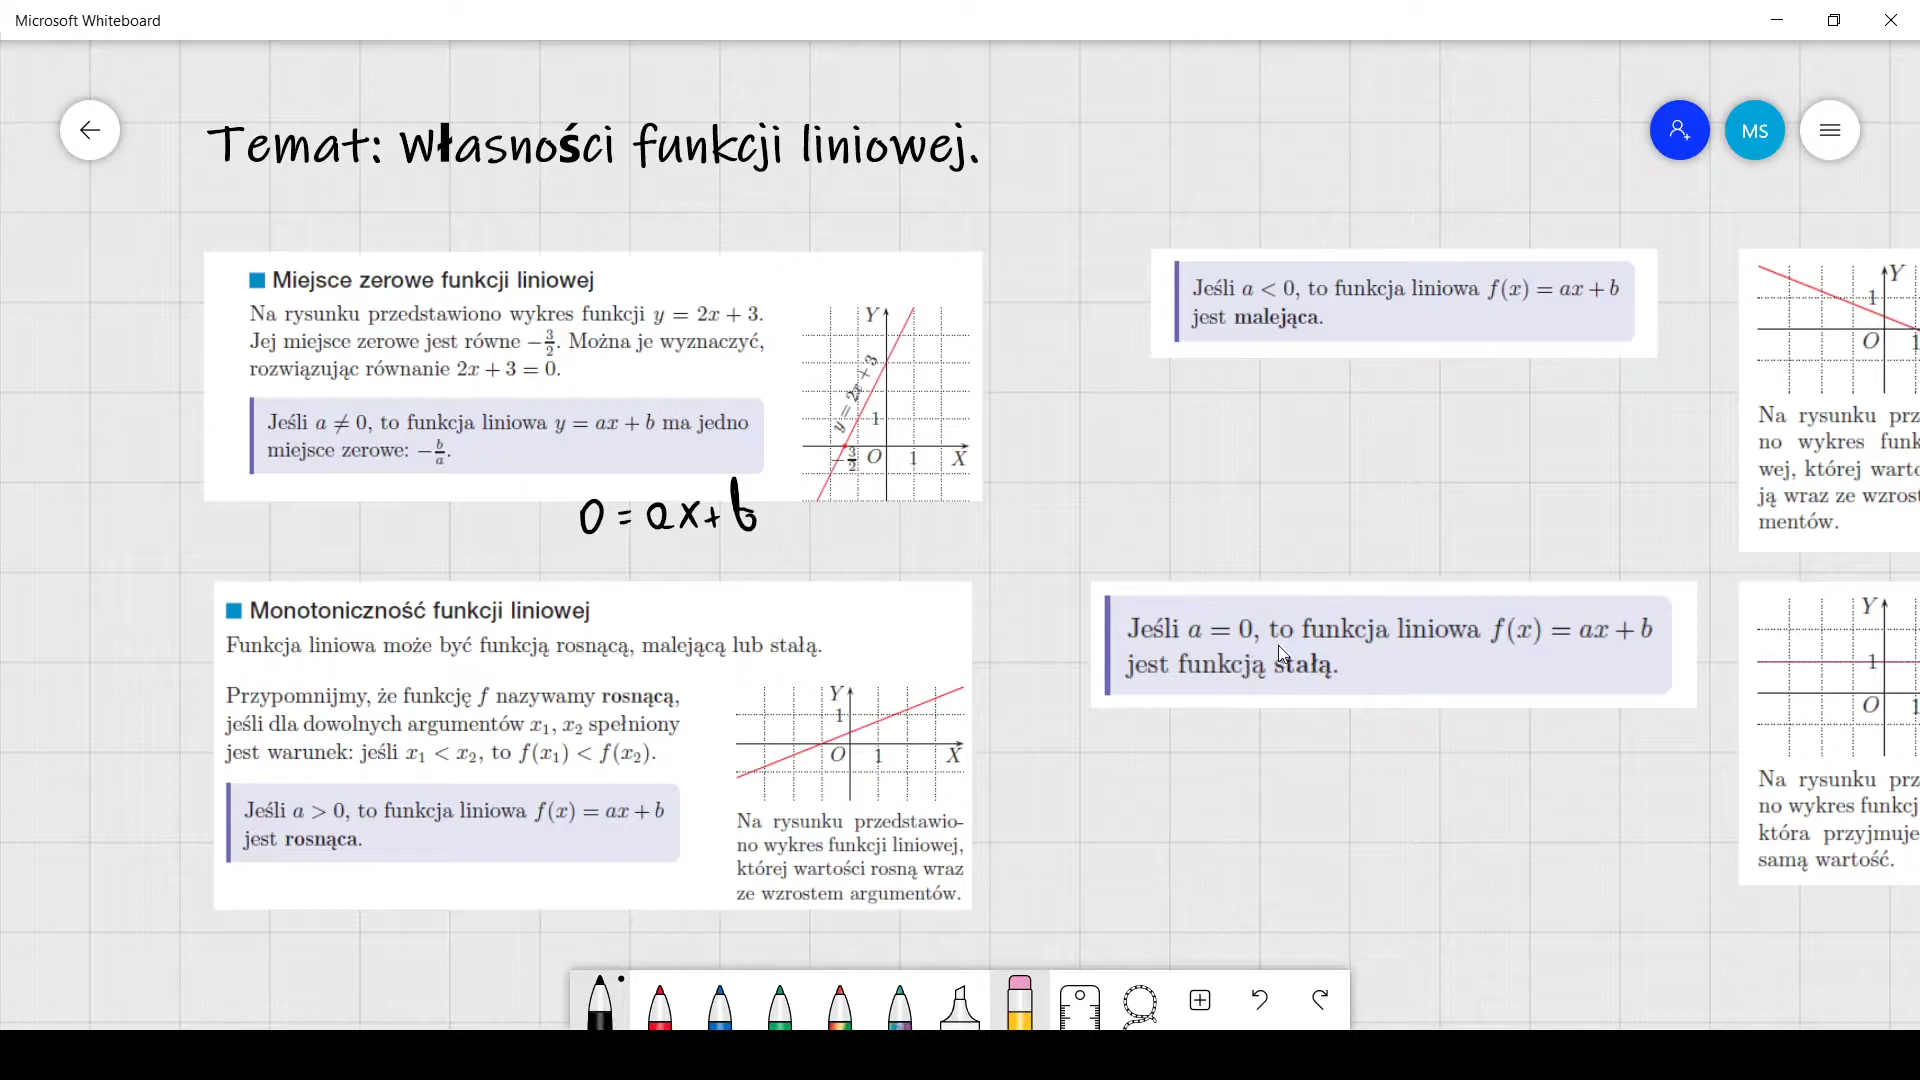 Microsoft Whiteboard
Temat: Własności funkcji liniowej.
MS
Miejsce zerowe funkcji liniowej
Na rysunku przedstawiono wykres funkcji y = 2x + 3.
Jej miejsce zerowe jest równe −3/2. Można je wyznaczyć,
rozwiązując równanie 2x + 3 = 0.
Jeśli a ≠ 0, to funkcja liniowa y = ax + b ma jedno
miejsce zerowe: −b/a.
Y
y = 2x + 3
1
−3/2 O 1 X
0 = ax + b
Monotoniczność funkcji liniowej
Funkcja liniowa może być funkcją rosnącą, malejącą lub stałą.
Przypomnijmy, że funkcję f nazywamy rosnącą,
jeśli dla dowolnych argumentów x₁, x₂ spełniony
jest warunek: jeśli x₁ < x₂, to f(x₁) < f(x₂).
Jeśli a > 0, to funkcja liniowa f(x) = ax + b
jest rosnąca.
Y
1
O 1 X
Na rysunku przedstawio-
no wykres funkcji liniowej,
której wartości rosną wraz
ze wzrostem argumentów.
Jeśli a < 0, to funkcja liniowa f(x) = ax + b
jest malejąca.
Jeśli a = 0, to funkcja liniowa f(x) = ax + b
jest funkcją stałą.
Y
1
O 1
Na rysunku prz
no wykres funk
wej, której warto
ją wraz ze wzrost
mentów.
Y
1
O 1
Na rysunku prz
no wykres funkcj
która przyjmuje
samą wartość.